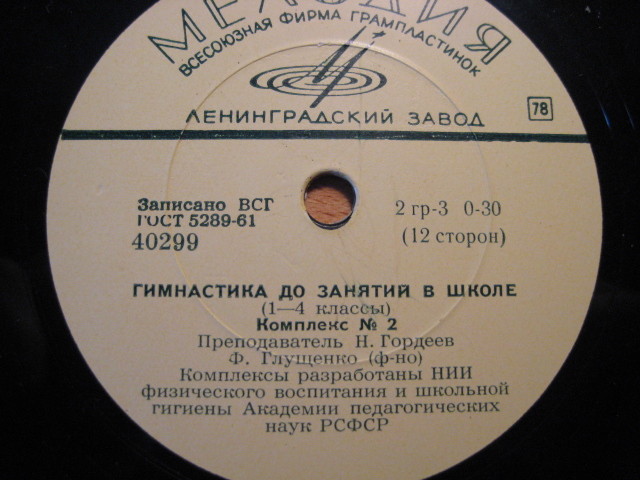 МЕЛОДИЯ
ВСЕСОЮЗНАЯ ФИРМА ГРАМПЛАСТИНОК
ЛЕНИНГРАДСКИЙ ЗАВОД
78
Записано ВСГ
ГОСТ 5289-61
40299
2 гр-3 0-30
(12 сторон)
ГИМНАСТИКА ДО ЗАНЯТИЙ В ШКОЛЕ
(1—4 классы)
Комплекс № 2
Преподаватель Н. Гордеев
Ф. Глущенко (ф-но)
Комплексы разработаны НИИ
физического воспитания и школьной
гигиены Академии педагогических
наук РСФСР